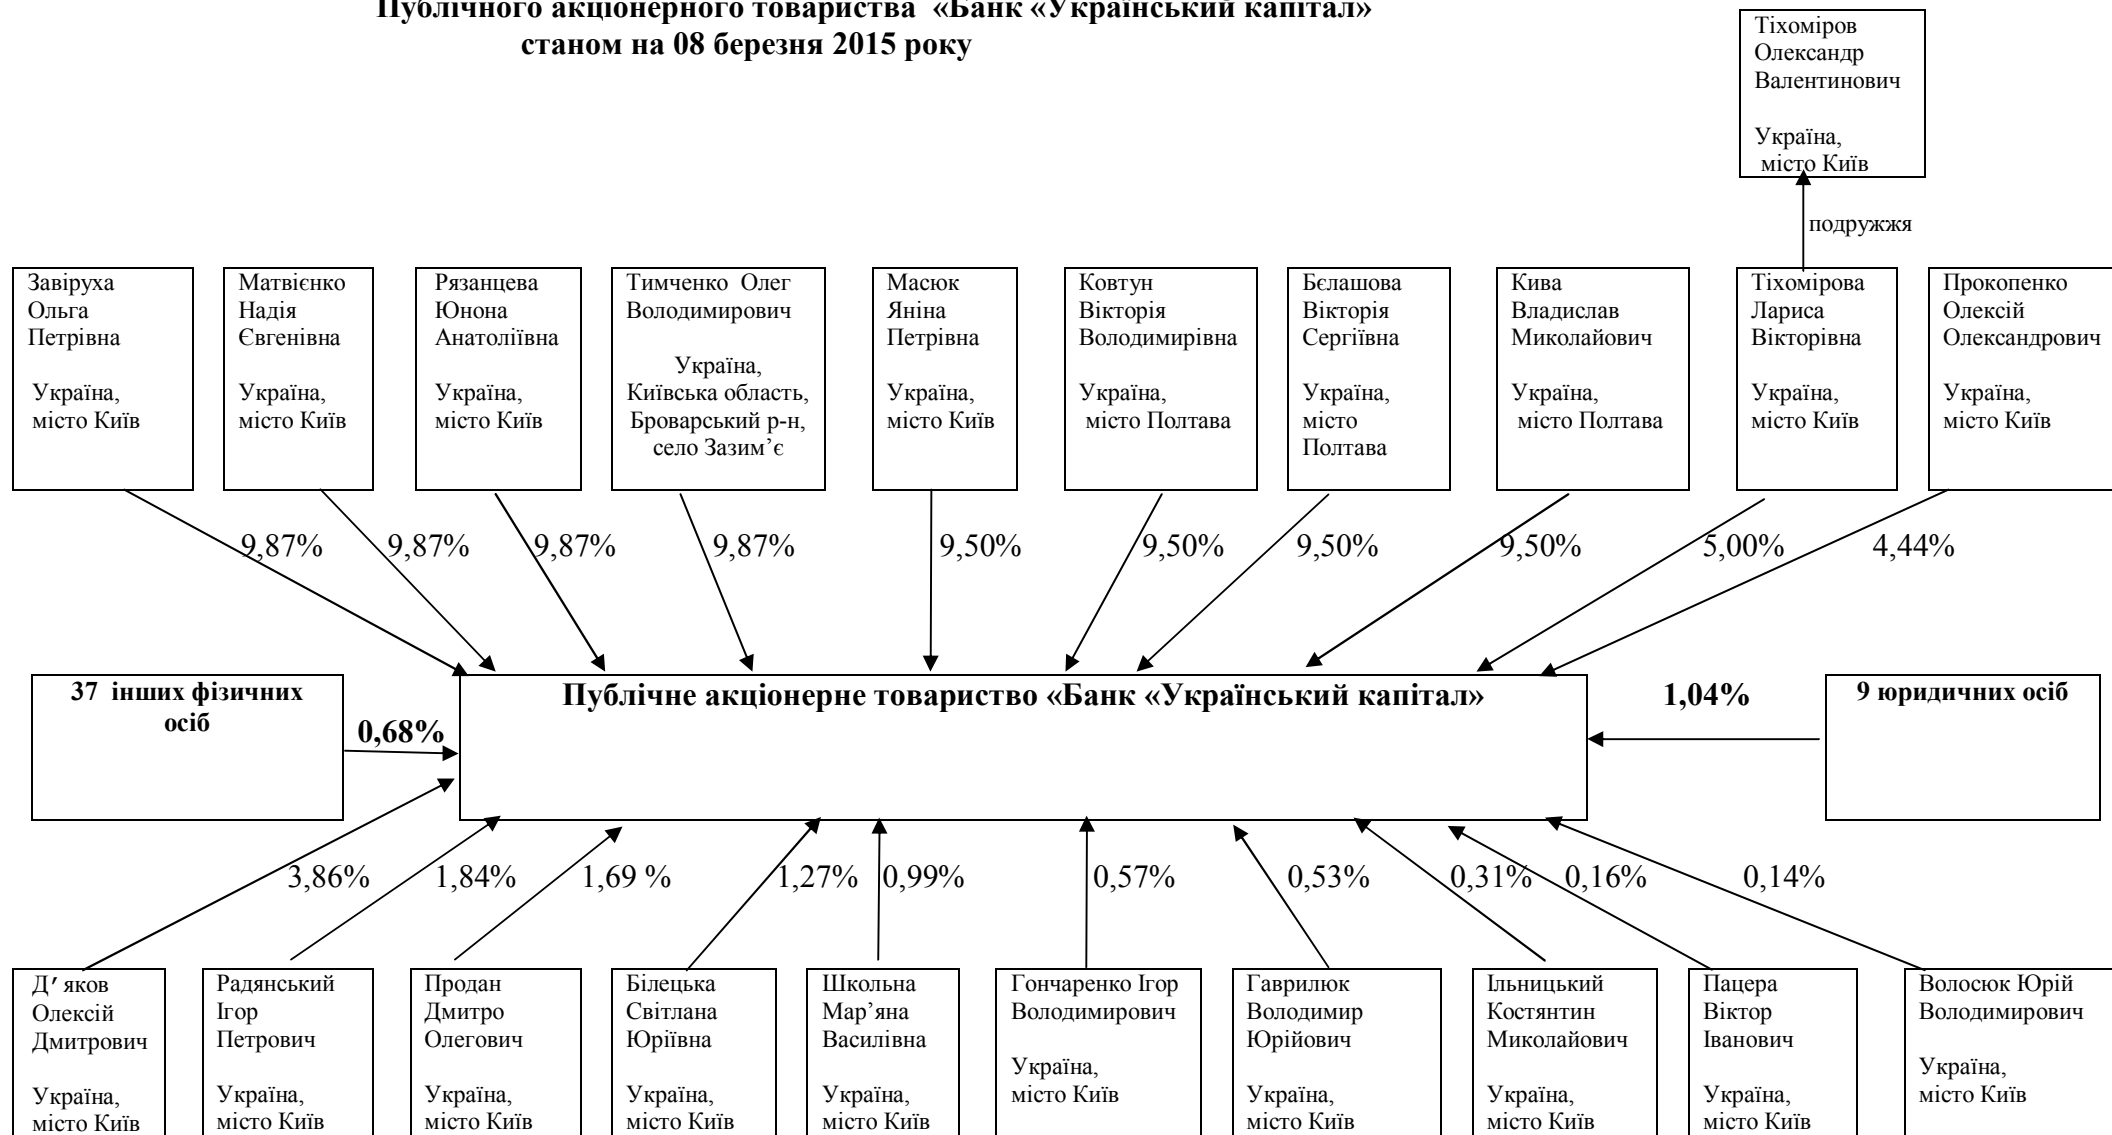 Публічного акціонерного товариства «Банк «Український капітал»
станом на 08 березня 2015 року
Тіхоміров
Олександр
Валентинович
Україна,
місто Київ
подружжя
Завіруха
Ольга
Петрівна
Україна,
місто Київ
Матвієнко
Надія
Євгенівна
Україна,
місто Київ
Рязанцева
Юнона
Анатоліївна
Україна,
місто Київ
Тимченко Олег
Володимирович
Україна,
Київська область,
Броварський р-н,
село Зазим’є
Масюк
Яніна
Петрівна
Україна,
місто Київ
Ковтун
Вікторія
Володимирівна
Україна,
місто Полтава
Бєлашова
Вікторія
Сергіївна
Україна,
місто
Полтава
Кива
Владислав
Миколайович
Україна,
місто Полтава
Тіхомірова
Лариса
Вікторівна
Україна,
місто Київ
Прокопенко
Олексій
Олександрович
Україна,
місто Київ
9,87% 9,87% 9,87% 9,87% 9,50% 9,50% 9,50% 9,50% 5,00% 4,44%
37 інших фізичних
осіб
0,68%
Публічне акціонерне товариство «Банк «Український капітал»
1,04%
9 юридичних осіб
3,86% 1,84% 1,69 % 1,27% 0,99% 0,57% 0,53% 0,31% 0,16% 0,14%
Д’яков
Олексій
Дмитрович
Україна,
місто Київ
Радянський
Ігор
Петрович
Україна,
місто Київ
Продан
Дмитро
Олегович
Україна,
місто Київ
Білецька
Світлана
Юріївна
Україна,
місто Київ
Школьна
Мар’яна
Василівна
Україна,
місто Київ
Гончаренко Ігор
Володимирович
Україна,
місто Київ
Гаврилюк
Володимир
Юрійович
Україна,
місто Київ
Ільницький
Костянтин
Миколайович
Україна,
місто Київ
Пацера
Віктор
Іванович
Україна,
місто Київ
Волосюк Юрій
Володимирович
Україна,
місто Київ